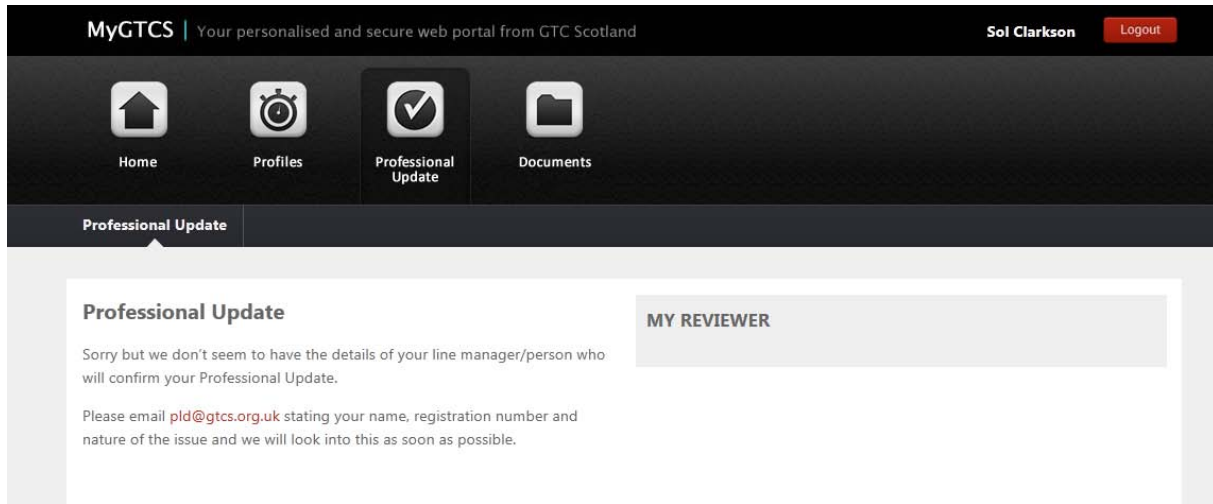 MyGTCS | Your personalised and secure web portal from GTC Scotland
Sol Clarkson
Logout
Home
Profiles
Professional
Update
Documents
Professional Update
Professional Update
Sorry but we don't seem to have the details of your line manager/person who
will confirm your Professional Update.
Please email pld@gtcs.org.uk stating your name, registration number and
nature of the issue and we will look into this as soon as possible.
MY REVIEWER